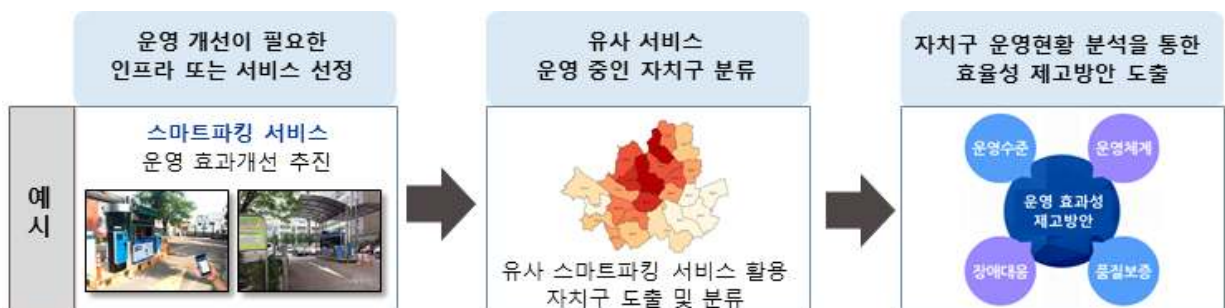 운영 개선이 필요한
인프라 또는 서비스 선정
유사 서비스
운영 중인 자치구 분류
자치구 운영현황 분석을 통한
효율성 제고방안 도출
예
시
스마트파킹 서비스
운영 효과개선 추진
유사 스마트파킹 서비스 활용
자치구 도출 및 분류
운영수준
운영체계
운영 효과성
제고방안
장애대응
품질보증